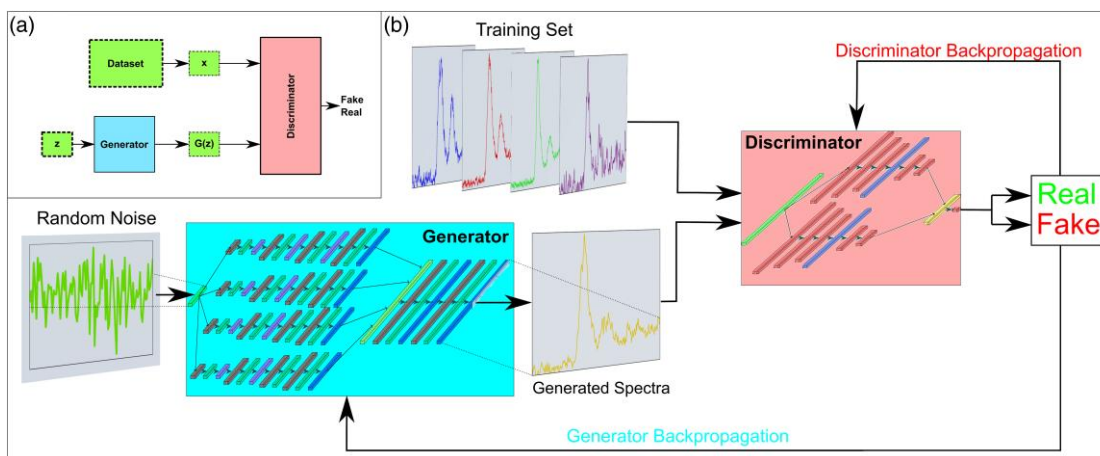 (a)
Dataset
x
z
Generator
G(z)
Discriminator
Fake
Real
(b)
Training Set
Discriminator Backpropagation
Discriminator
Real
Fake
Random Noise
Generator
Generated Spectra
Generator Backpropagation